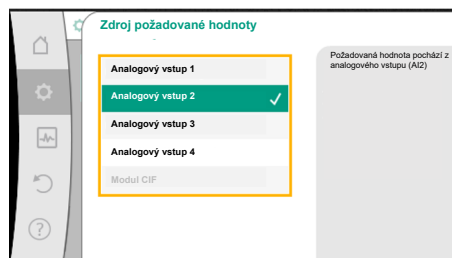 Zdroj požadované hodnoty
Analogový vstup 1
Analogový vstup 2
Analogový vstup 3
Analogový vstup 4
Modul CIF
Požadovaná hodnota pochází z
analogového vstupu (AI2)